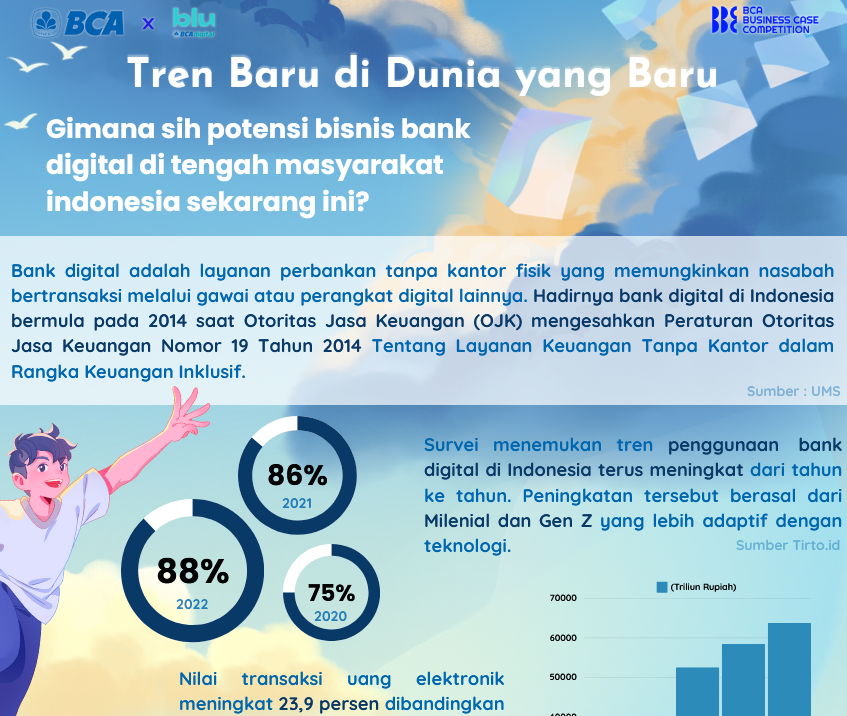 BCA x blu
BCA digital
BCA
BUSINESS CASE
COMPETITION
Tren Baru di Dunia yang Baru
Gimana sih potensi bisnis bank
digital di tengah masyarakat
indonesia sekarang ini?
Bank digital adalah layanan perbankan tanpa kantor fisik yang memungkinkan nasabah
bertransaksi melalui gawai atau perangkat digital lainnya. Hadirnya bank digital di Indonesia
bermula pada 2014 saat Otoritas Jasa Keuangan (OJK) mengesahkan Peraturan Otoritas
Jasa Keuangan Nomor 19 Tahun 2014 Tentang Layanan Keuangan Tanpa Kantor dalam
Rangka Keuangan Inklusif.
Sumber : UMS
86%
2021
88%
2022
75%
2020
Survei menemukan tren penggunaan bank
digital di Indonesia terus meningkat dari tahun
ke tahun. Peningkatan tersebut berasal dari
Milenial dan Gen Z yang lebih adaptif dengan
teknologi.
Sumber Tirto.id
(Triliun Rupiah)
70000
60000
50000
40000
Nilai transaksi uang elektronik
meningkat 23,9 persen dibandingkan